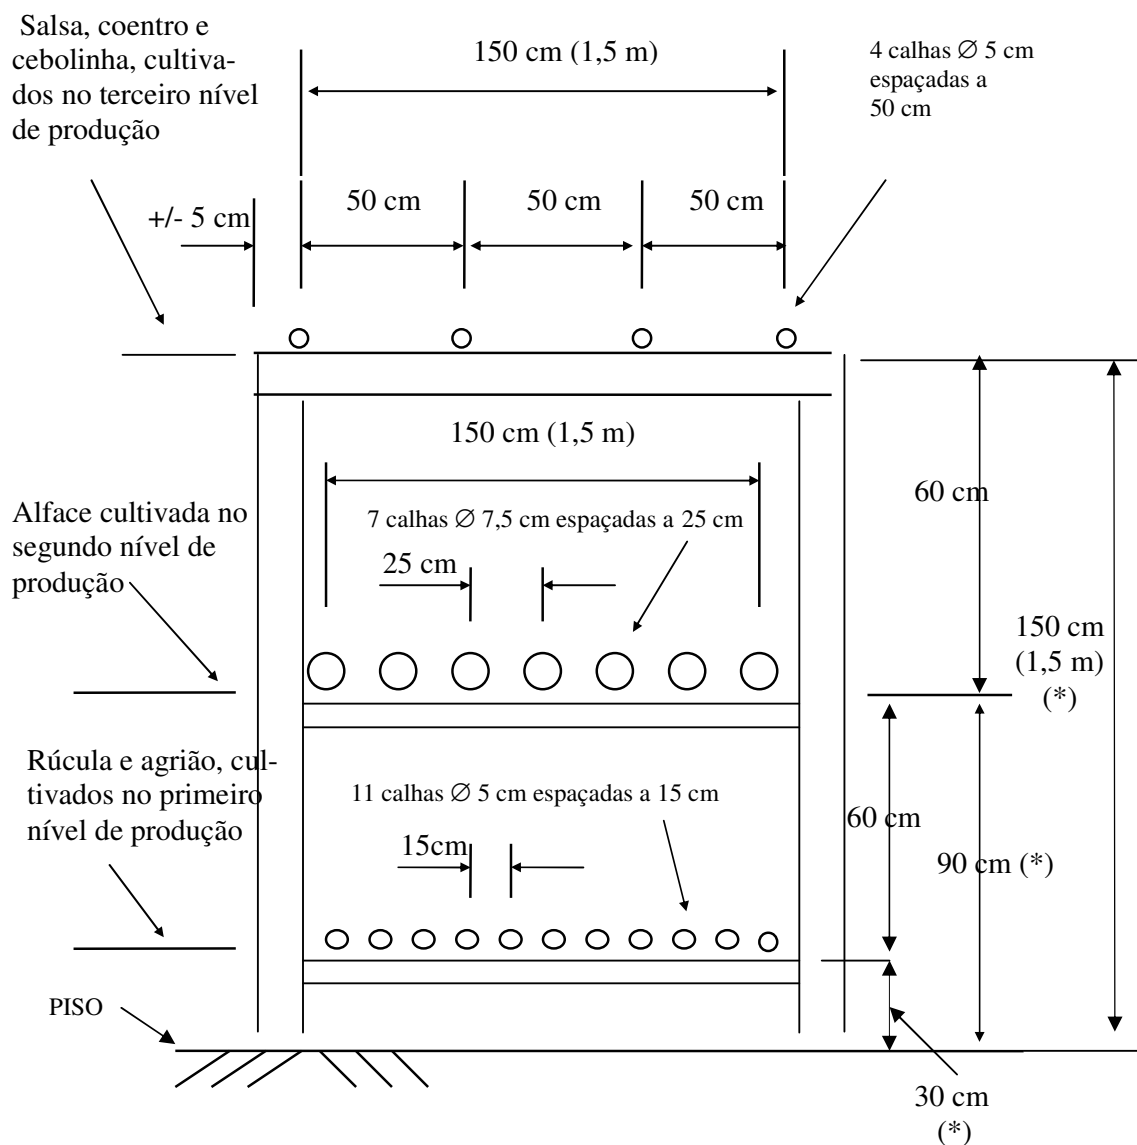 Salsa, coentro e
cebolinha, cultiva-
dos no terceiro nível
de produção
150 cm (1,5 m)
4 calhas ∅ 5 cm
espaçadas a
50 cm
+/- 5 cm
50 cm
50 cm
50 cm
150 cm (1,5 m)
60 cm
Alface cultivada no
segundo nível de
produção
7 calhas ∅ 7,5 cm espaçadas a 25 cm
25 cm
150 cm
(1,5 m)
(*)
Rúcula e agrião, cul-
tivados no primeiro
nível de produção
11 calhas ∅ 5 cm espaçadas a 15 cm
15cm
60 cm
90 cm (*)
PISO
30 cm
(*)